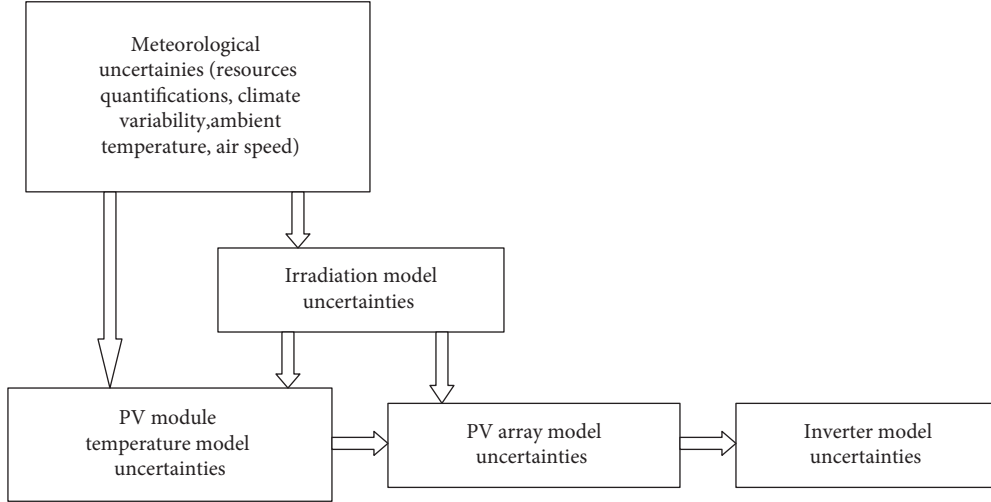 Meteorological
uncertainies (resources
quantifications, climate
variability,ambient
temperature, air speed)
Irradiation model
uncertainties
PV module
temperature model
uncertainties
PV array model
uncertainties
Inverter model
uncertainties